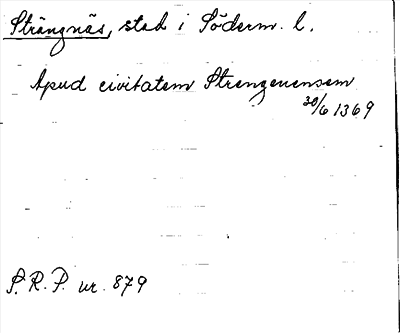 Strängnäs, stad i Söderm. l.
Apud civitatem Strengenensem
30/6 1369
S.R.P. nr. 879